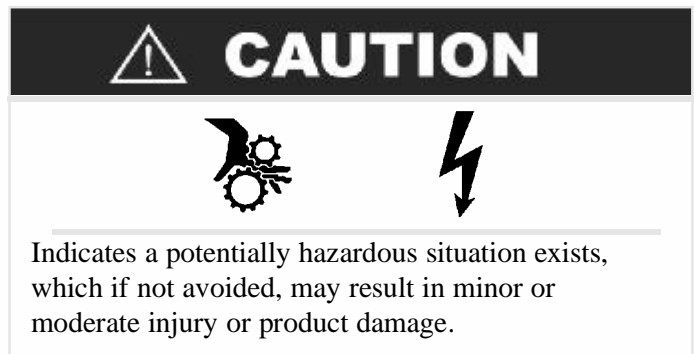 CAUTION
Indicates a potentially hazardous situation exists,
which if not avoided, may result in minor or
moderate injury or product damage.